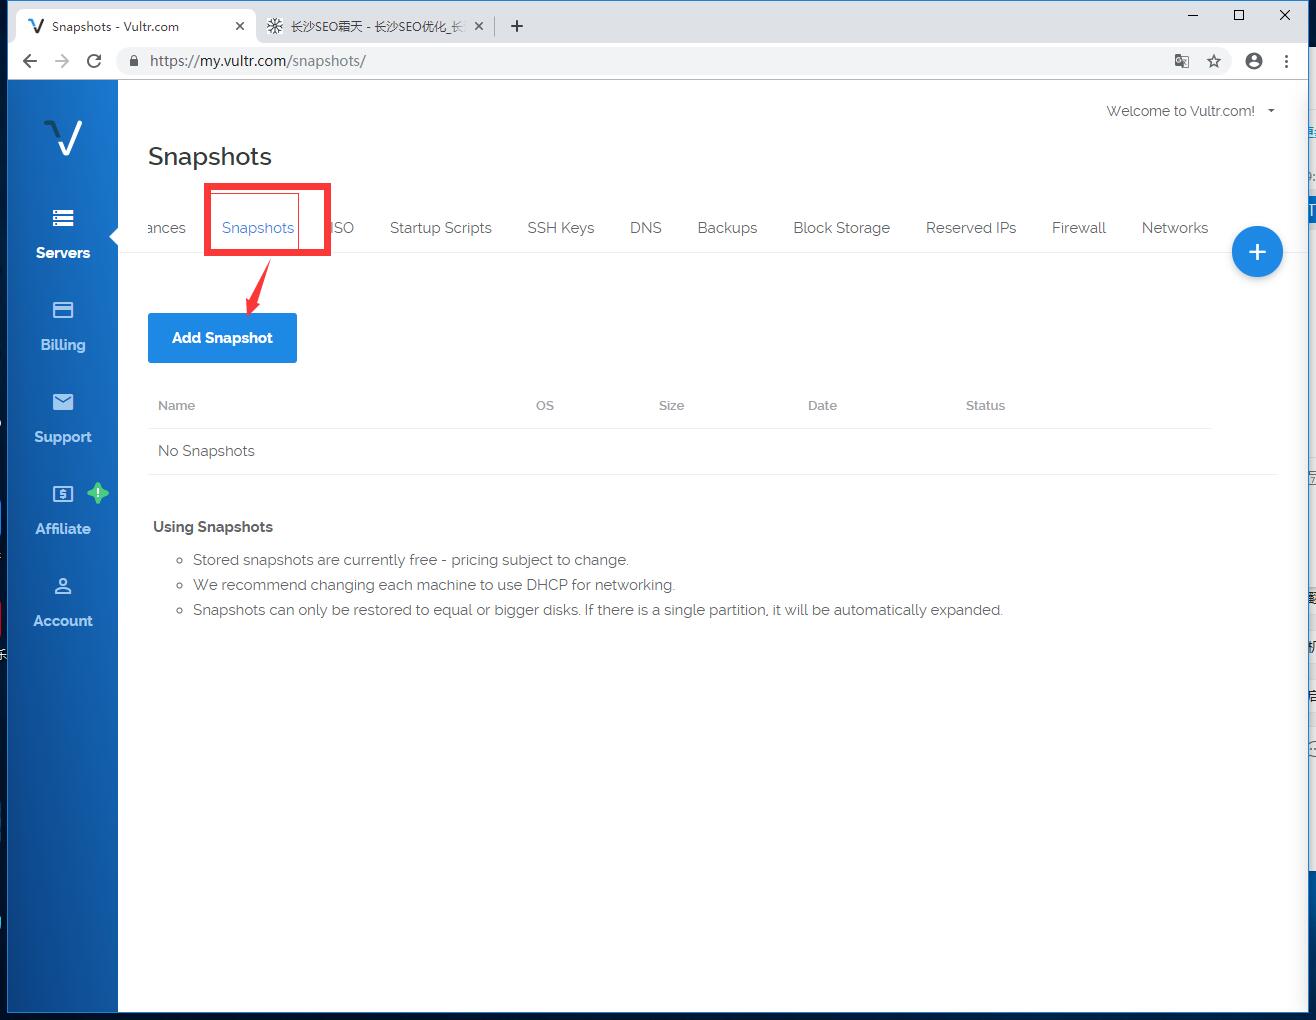 Snapshots - Vultr.com
长沙SEO霜天 - 长沙SEO优化_长
https://my.vultr.com/snapshots/
Welcome to Vultr.com!
Snapshots
ances Snapshots ISO Startup Scripts SSH Keys DNS Backups Block Storage Reserved IPs Firewall Networks
Servers
Billing
Support
Affiliate
Account
Add Snapshot
Name OS Size Date Status
No Snapshots
Using Snapshots
Stored snapshots are currently free - pricing subject to change.
We recommend changing each machine to use DHCP for networking.
Snapshots can only be restored to equal or bigger disks. If there is a single partition, it will be automatically expanded.